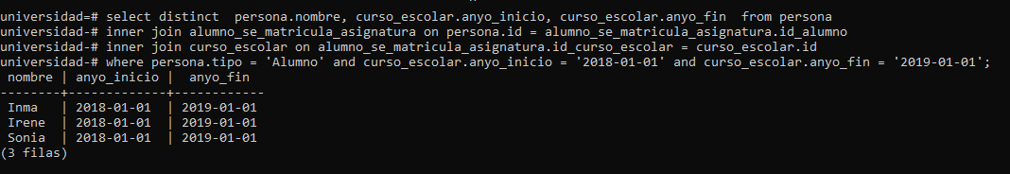 universidad=# select distinct  persona.nombre, curso_escolar.anyo_inicio, curso_escolar.anyo_fin  from persona
universidad-# inner join alumno_se_matricula_asignatura on persona.id = alumno_se_matricula_asignatura.id_alumno
universidad-# inner join curso_escolar on alumno_se_matricula_asignatura.id_curso_escolar = curso_escolar.id
universidad-# where persona.tipo = 'Alumno' and curso_escolar.anyo_inicio = '2018-01-01' and curso_escolar.anyo_fin = '2019-01-01';
 nombre | anyo_inicio |  anyo_fin
--------+-------------+------------
 Inma   | 2018-01-01  | 2019-01-01
 Irene  | 2018-01-01  | 2019-01-01
 Sonia  | 2018-01-01  | 2019-01-01
(3 filas)